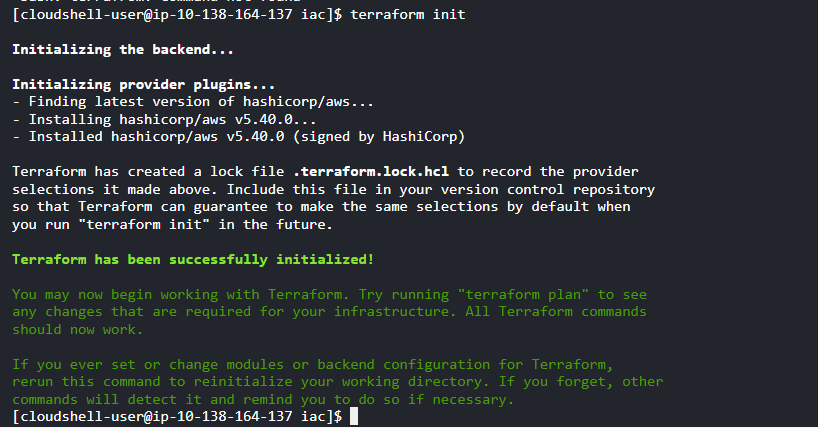 [cloudshell-user@ip-10-138-164-137 iac]$ terraform init
Initializing the backend...
Initializing provider plugins...
- Finding latest version of hashicorp/aws...
- Installing hashicorp/aws v5.40.0...
- Installed hashicorp/aws v5.40.0 (signed by HashiCorp)
Terraform has created a lock file .terraform.lock.hcl to record the provider
selections it made above. Include this file in your version control repository
so that Terraform can guarantee to make the same selections by default when
you run "terraform init" in the future.
Terraform has been successfully initialized!
You may now begin working with Terraform. Try running "terraform plan" to see
any changes that are required for your infrastructure. All Terraform commands
should now work.
If you ever set or change modules or backend configuration for Terraform,
rerun this command to reinitialize your working directory. If you forget, other
commands will detect it and remind you to do so if necessary.
[cloudshell-user@ip-10-138-164-137 iac]$